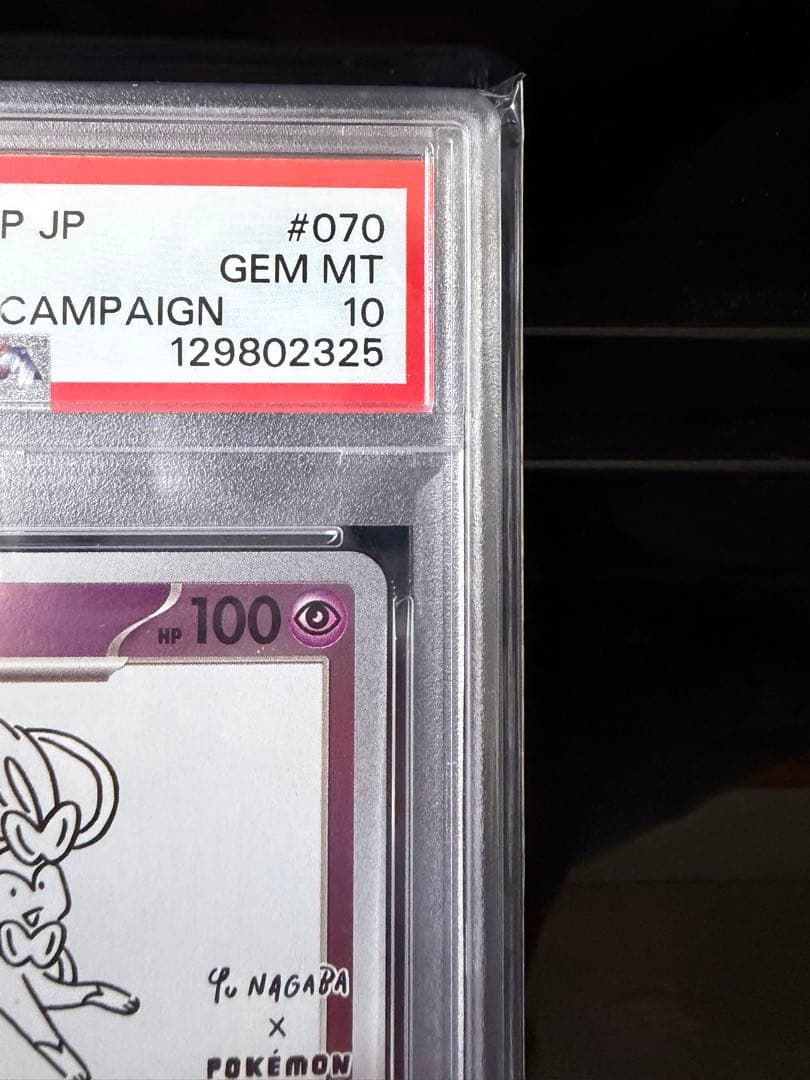 P JP #070
GEM MT
CAMPAIGN 10
129802325
HP 100
Yu NAGABA
X
POKÉMON